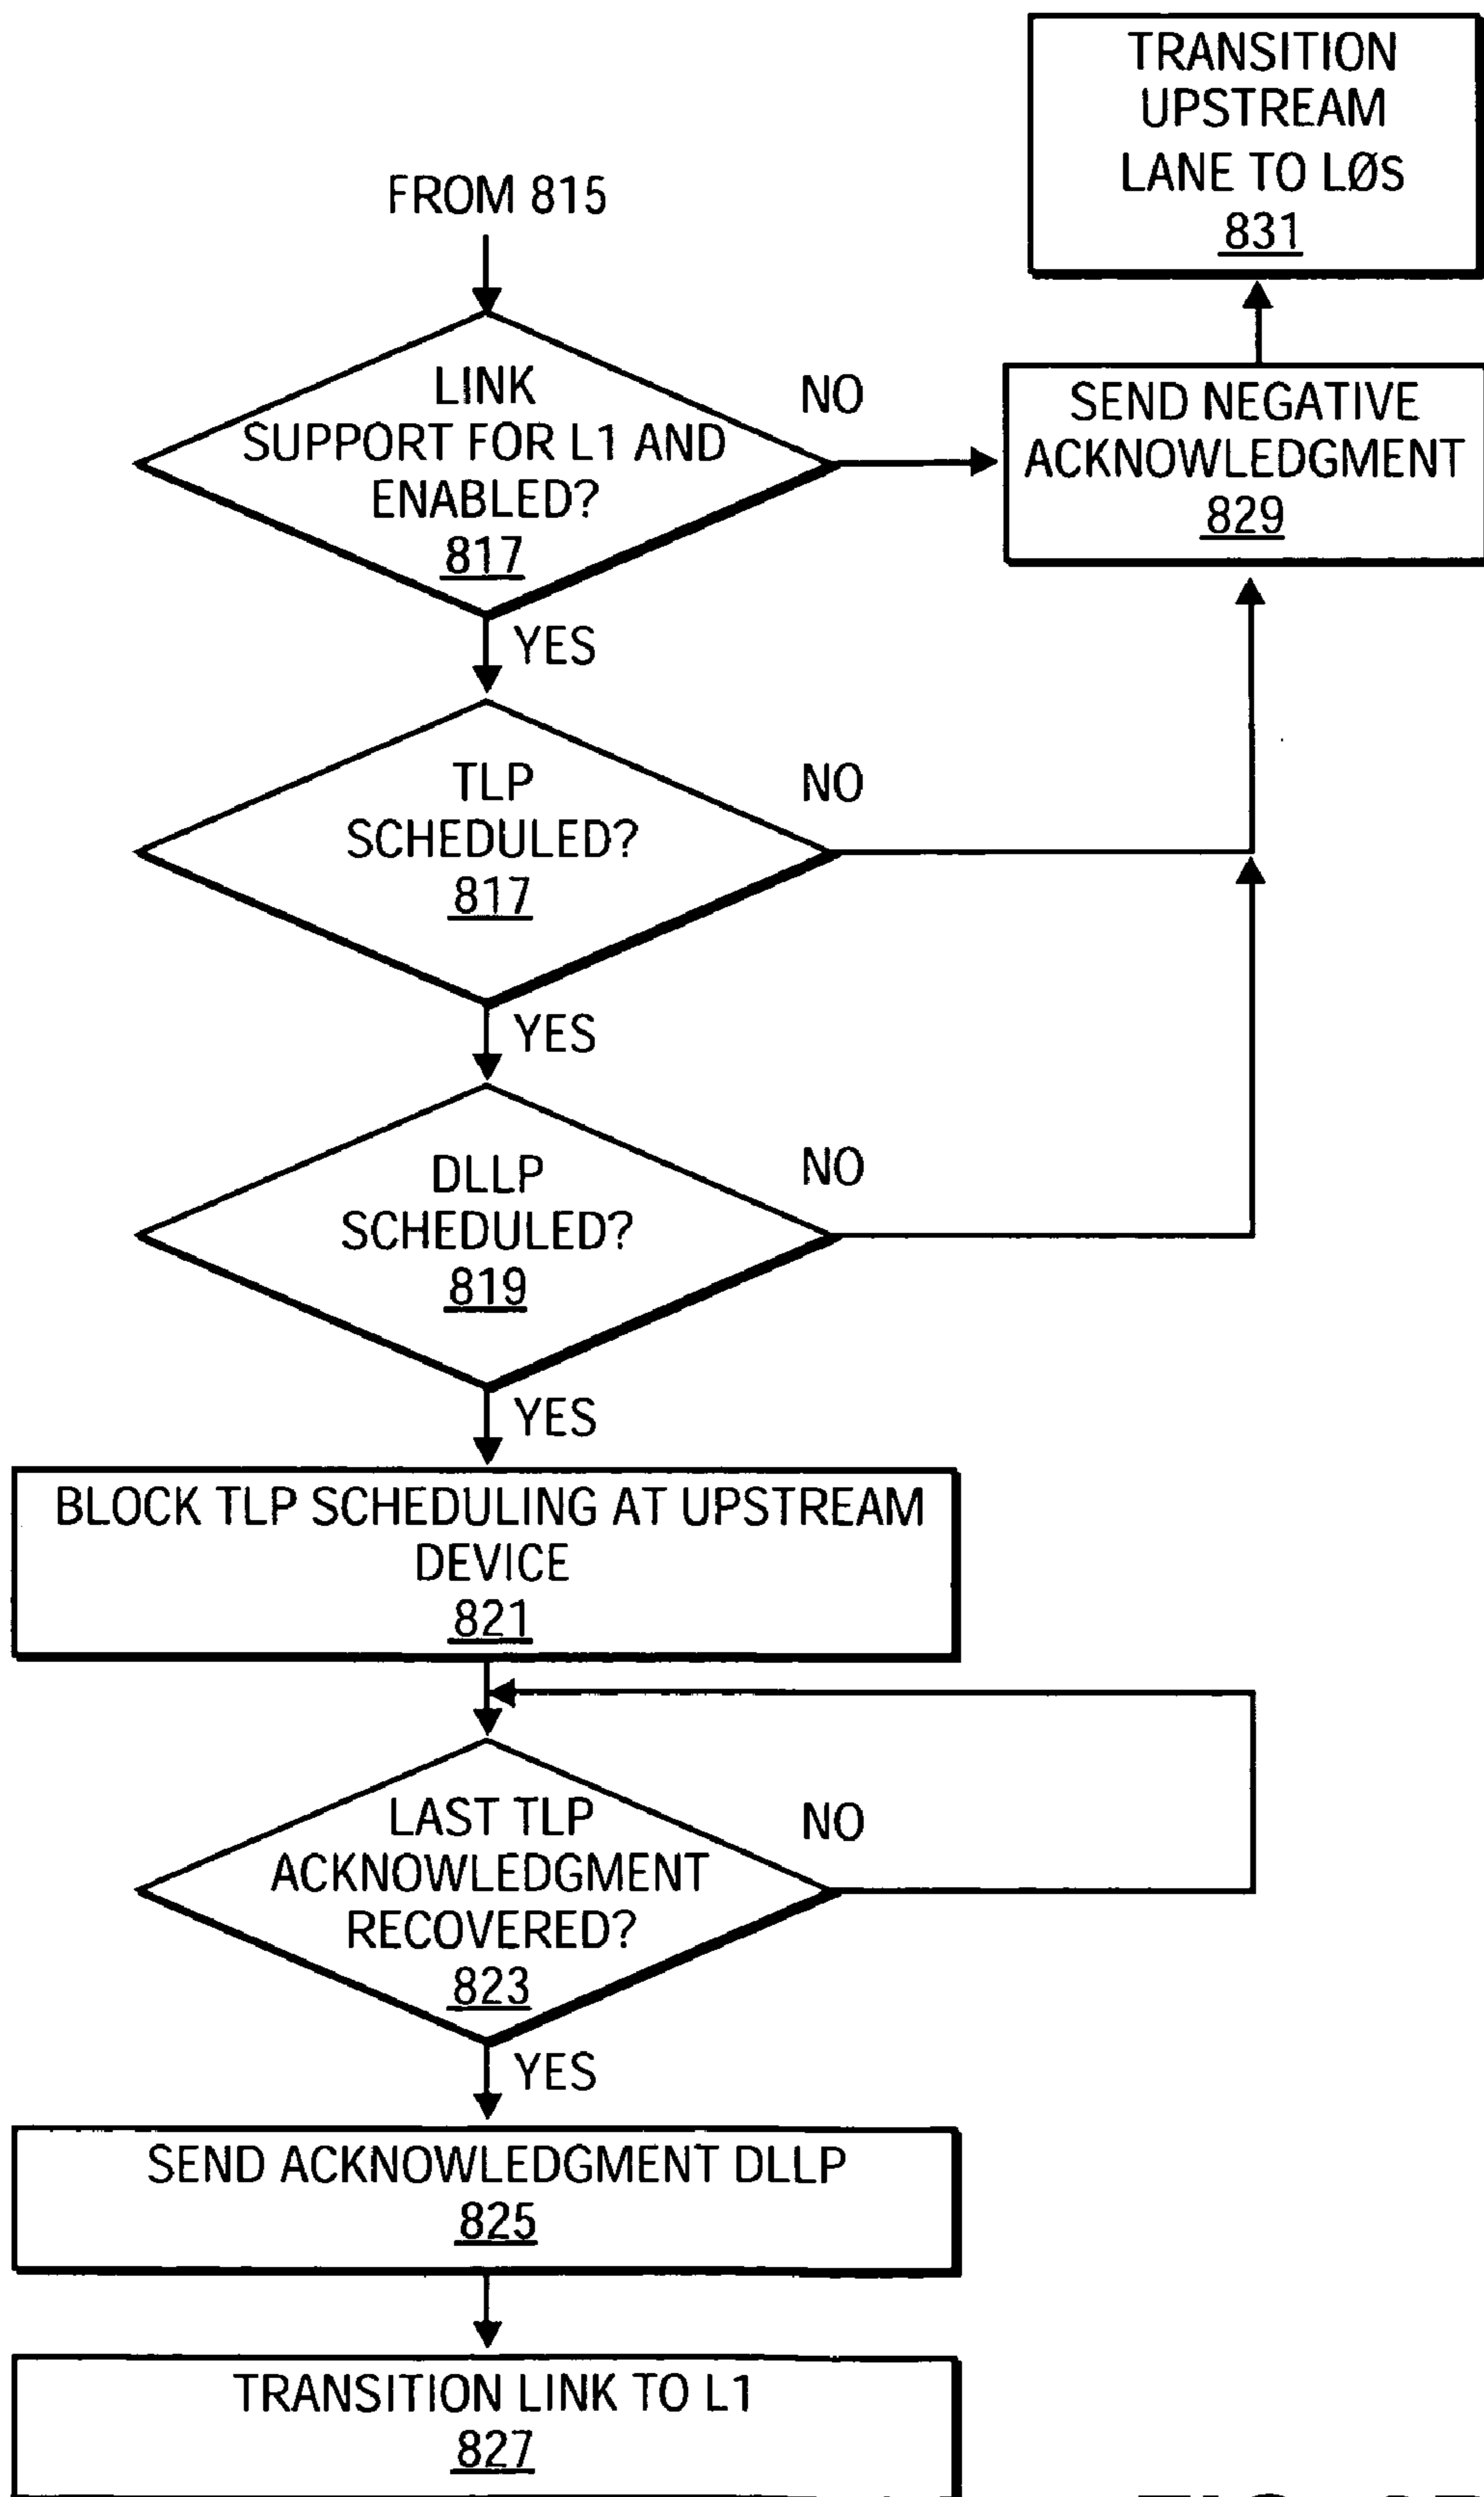 TRANSITION
UPSTREAM
LANE TO LØS
831
FROM 815
LINK
SUPPORT FOR L1 AND
ENABLED?
817
NO
SEND NEGATIVE
ACKNOWLEDGMENT
829
YES
TLP
SCHEDULED?
817
NO
YES
DLLP
SCHEDULED?
819
NO
YES
BLOCK TLP SCHEDULING AT UPSTREAM
DEVICE
821
LAST TLP
ACKNOWLEDGMENT
RECOVERED?
823
NO
YES
SEND ACKNOWLEDGMENT DLLP
825
TRANSITION LINK TO L1
827